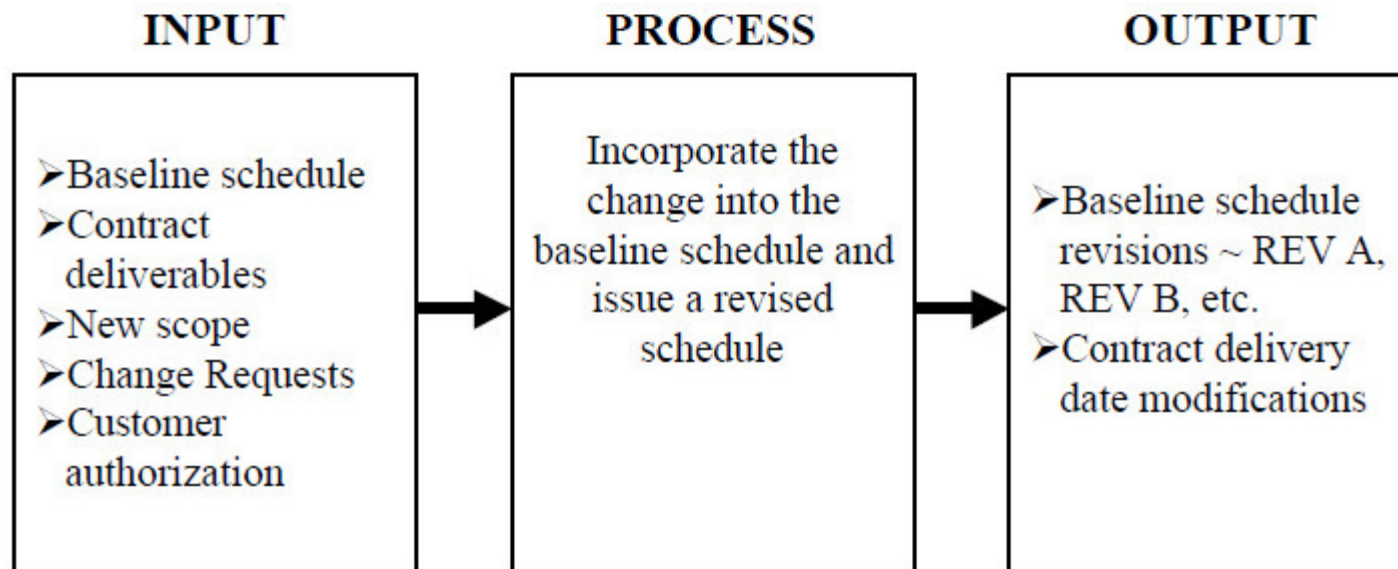 INPUT
➢Baseline schedule
➢Contract
deliverables
➢New scope
➢Change Requests
➢Customer
authorization
PROCESS
Incorporate the
change into the
baseline schedule and
issue a revised
schedule
OUTPUT
➢Baseline schedule
revisions ~ REV A,
REV B, etc.
➢Contract delivery
date modifications